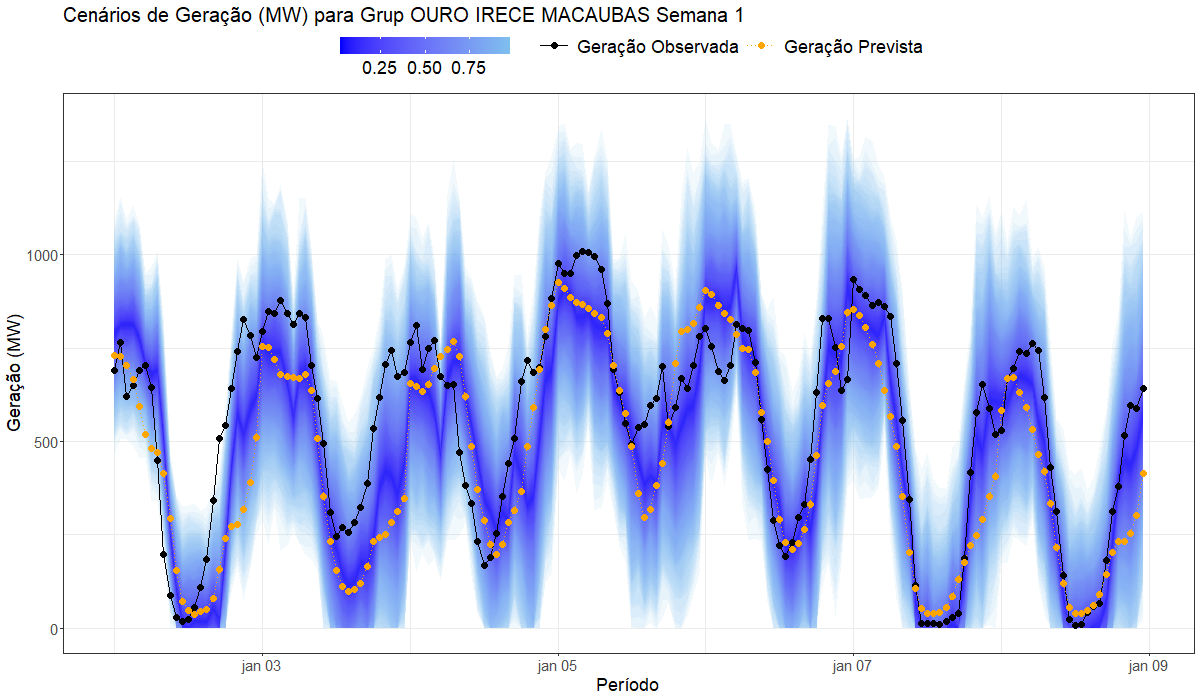 Cenários de Geração (MW) para Grup OURO IRECE MACAUBAS Semana 1
0.25 0.50 0.75
Geração Observada
Geração Prevista
Geração (MW)
1000
500
0
jan 03
jan 05
jan 07
jan 09
Período